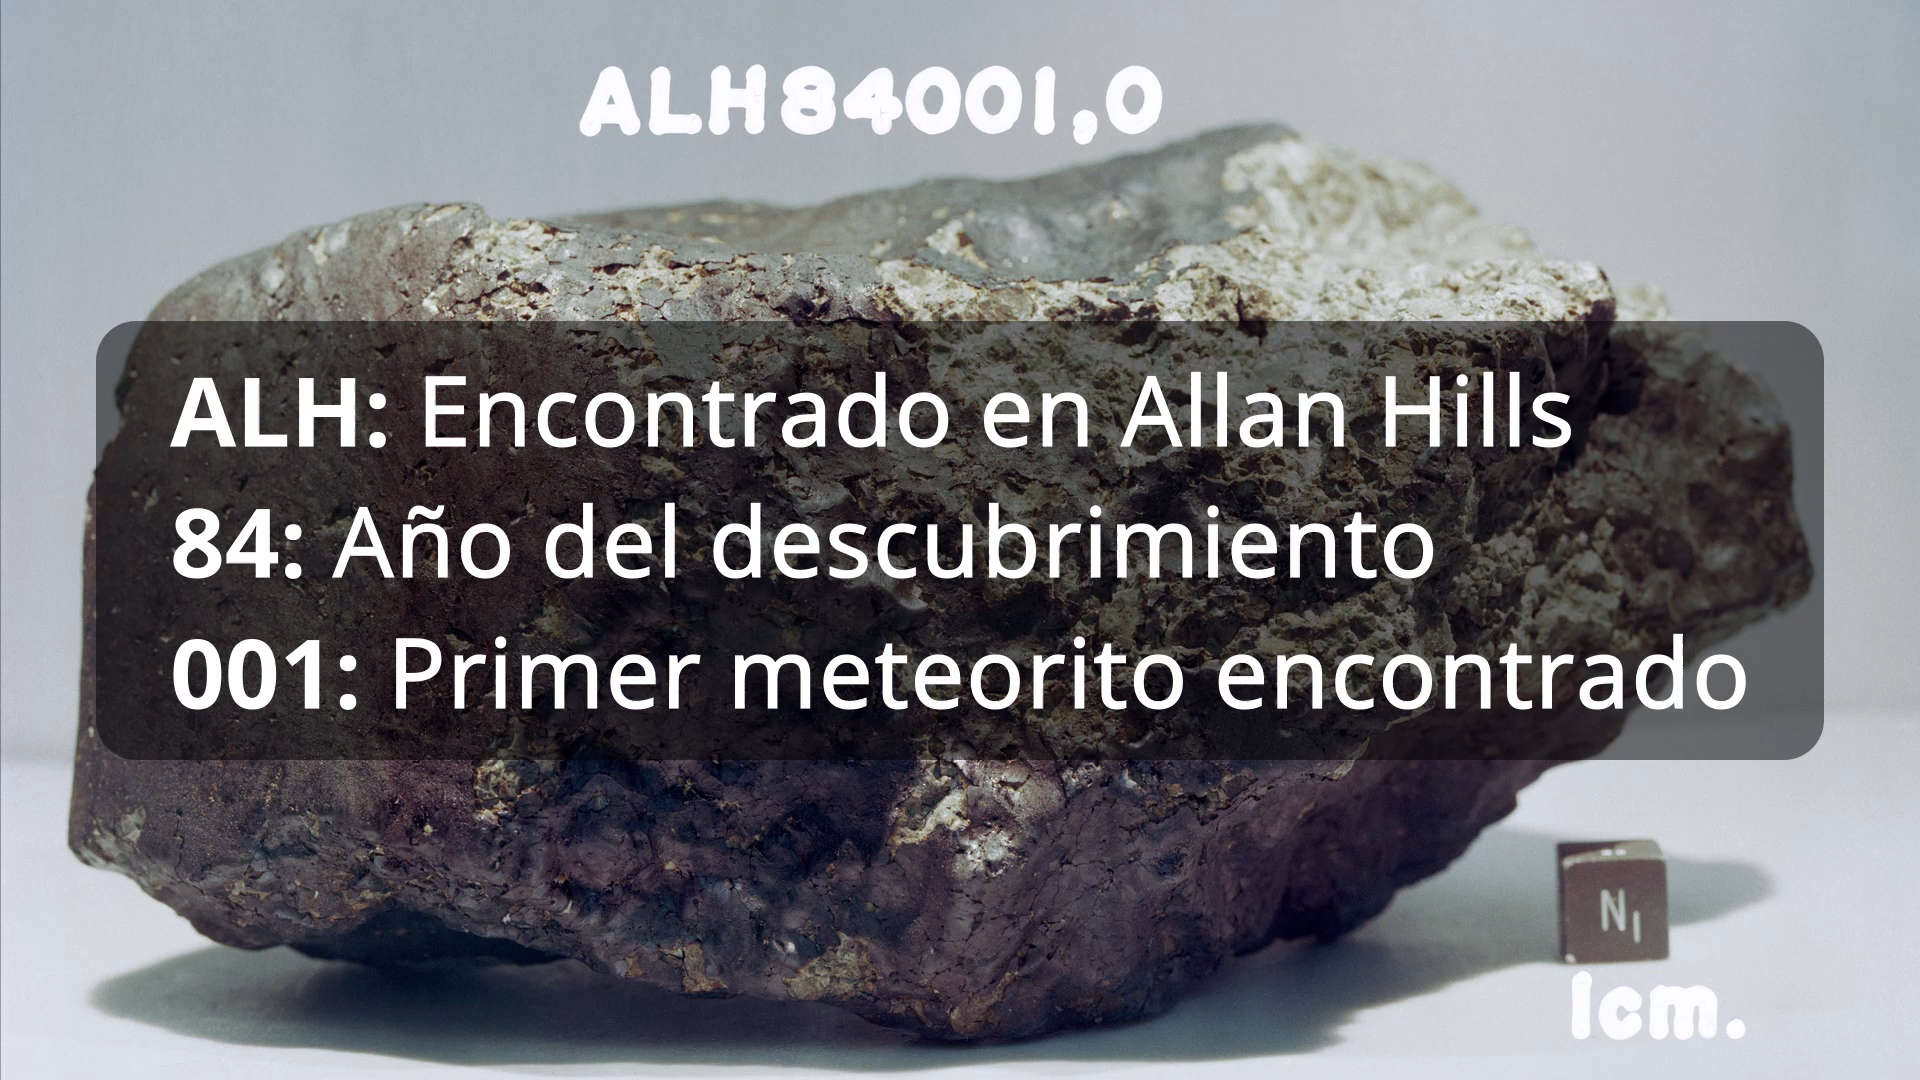 ALH84001,0
ALH: Encontrado en Allan Hills
84: Año del descubrimiento
001: Primer meteorito encontrado
N1
1cm.